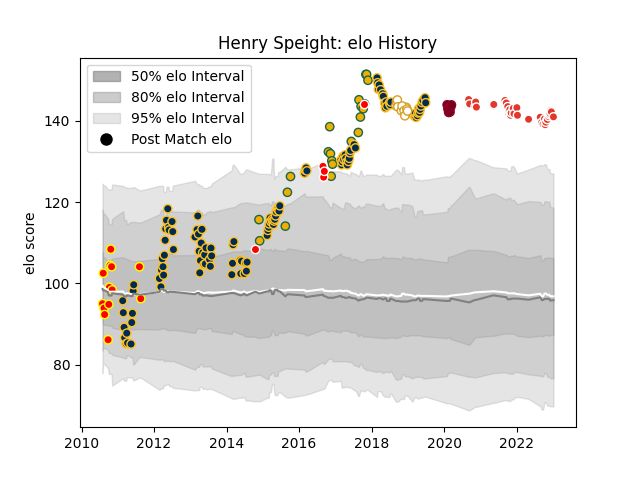 Henry Speight: elo History
50% elo Interval
80% elo Interval
95% elo Interval
Post Match elo
elo score
140
120
100
80
2010 2012 2014 2016 2018 2020 2022